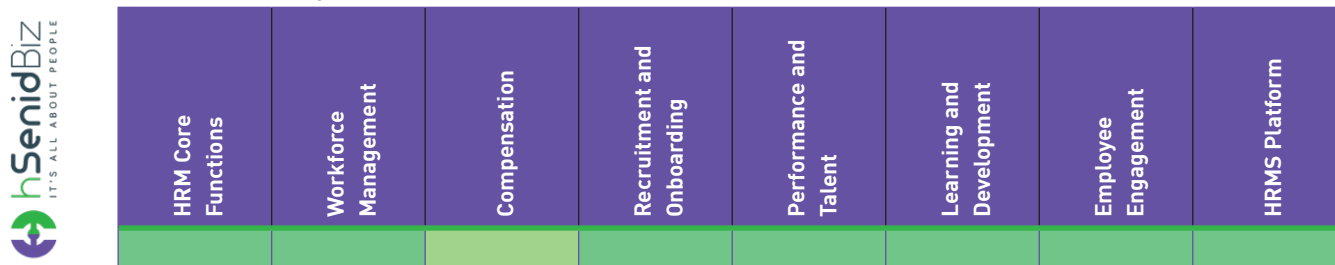 hSenidBiz
IT'S ALL ABOUT PEOPLE
HRM Core
Functions
Workforce
Management
Compensation
Recruitment and
Onboarding
Performance and
Talent
Learning and
Development
Employee
Engagement
HRMS Platform